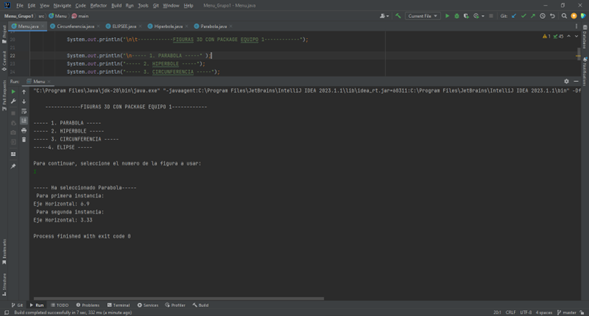 File Edit View Navigate Code Refactor Build Run Tools Git Window Help Menu_Grupo1 - Menu.java
Menu_Grupo1 src Menu main
Current File Git:
Menu.java Circunferencia.java ELIPSE.java Hiperbole.java Parabola.java
System.out.println("\n\t------------FIGURAS 3D CON PACKAGE EQUIPO 1------------");
System.out.println("\n----- 1. PARABOLA -----" );
System.out.println("----- 2. HIPERBOLE -----");
System.out.println("----- 3. CIRCUNFERENCIA -----");
Run: Menu
"C:\Program Files\Java\jdk-20\bin\java.exe" "-javaagent:C:\Program Files\JetBrains\IntelliJ IDEA 2023.1.1\lib\idea_rt.jar=63311:C:\Program Files\JetBrains\IntelliJ IDEA 2023.1.1\bin"
------------FIGURAS 3D CON PACKAGE EQUIPO 1------------
----- 1. PARABOLA -----
----- 2. HIPERBOLE -----
----- 3. CIRCUNFERENCIA -----
-----4. ELIPSE -----
Para continuar, seleccione el numero de la figura a usar:
----- Ha seleccionado Parabola-----
Para primera instancia:
Eje Horizontal: 6.9
Para segunda instancia:
Eje Horizontal: 3.33
Process finished with exit code 0
Git Run TODO Problems Terminal Services Profiler Build
Build completed successfully in 7 sec, 352 ms (a minute ago)
CRLF UTF-8 4 spaces master